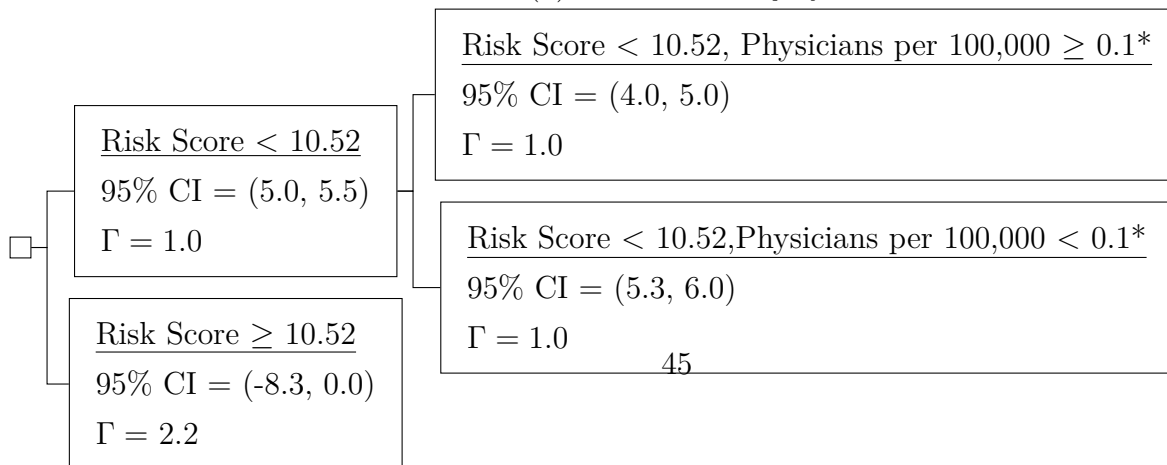 Risk Score < 10.52, Physicians per 100,000 ≥ 0.1*
95% CI = (4.0, 5.0)
Γ = 1.0
Risk Score < 10.52
95% CI = (5.0, 5.5)
Γ = 1.0
Risk Score < 10.52,Physicians per 100,000 < 0.1*
95% CI = (5.3, 6.0)
Γ = 1.0
45
Risk Score ≥ 10.52
95% CI = (-8.3, 0.0)
Γ = 2.2